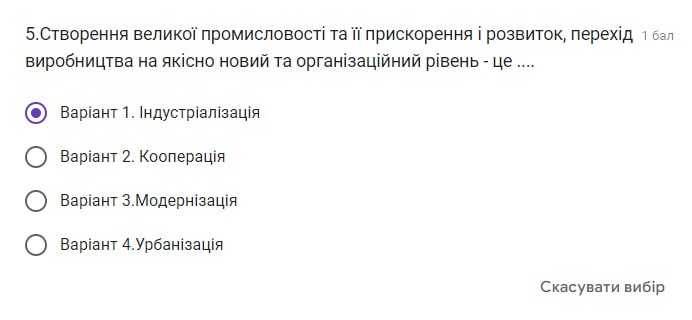 5.Створення великої промисловості та її прискорення і розвиток, перехід 1 бал
виробництва на якісно новий та організаційний рівень - це ....
Варіант 1. Індустріалізація
Варіант 2. Кооперація
Варіант 3.Модернізація
Варіант 4.Урбанізація
Скасувати вибір